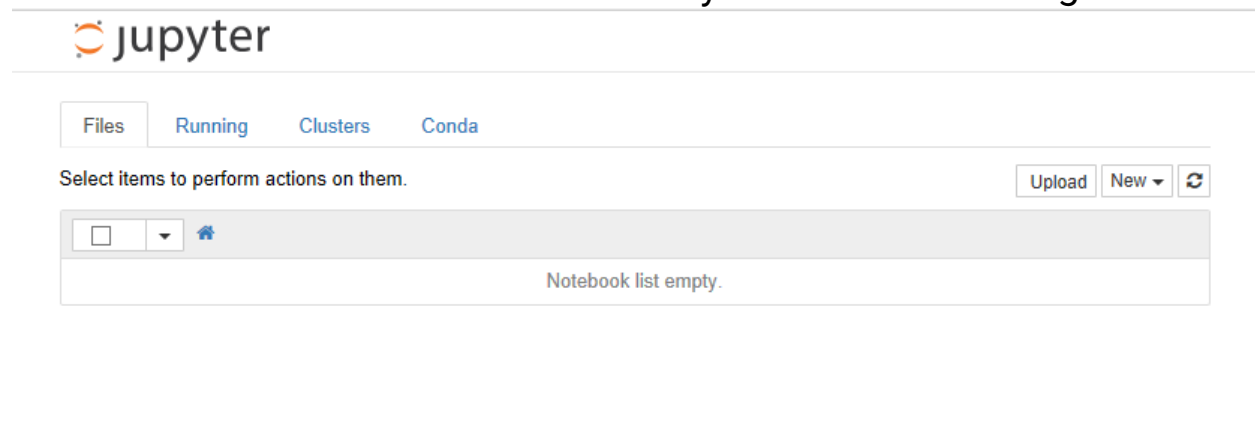 jupyter
Files Running Clusters Conda
Select items to perform actions on them.
Upload New
Notebook list empty.